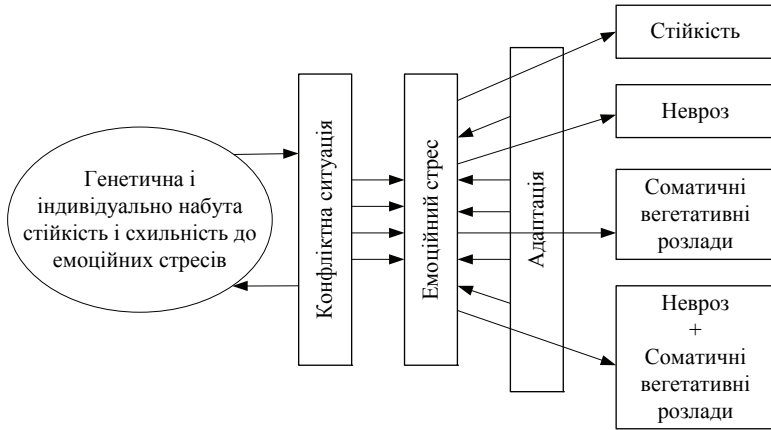 Генетична і
індивідуально набута
стійкість і схильність до
емоційних стресів
Конфліктна ситуація
Емоційний стрес
Адаптація
Стійкість
Невроз
Соматичні
вегетативні
розлади
Невроз
+
Соматичні
вегетативні
розлади